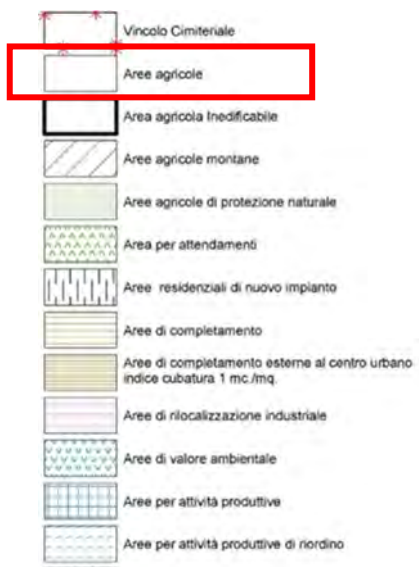 Vincolo Cimiteriale
Aree agricole
Area agricola Inedificabile
Aree agricole montane
Aree agricole di protezione naturale
Area per attendamenti
Aree residenziali di nuovo impianto
Aree di completamento
Aree di completamento esterne al centro urbano
indice cubatura 1 mc./mq.
Aree di rilocalizzazione industriale
Aree di valore ambientale
Aree per attività produttive
Aree per attività produttive di riordino